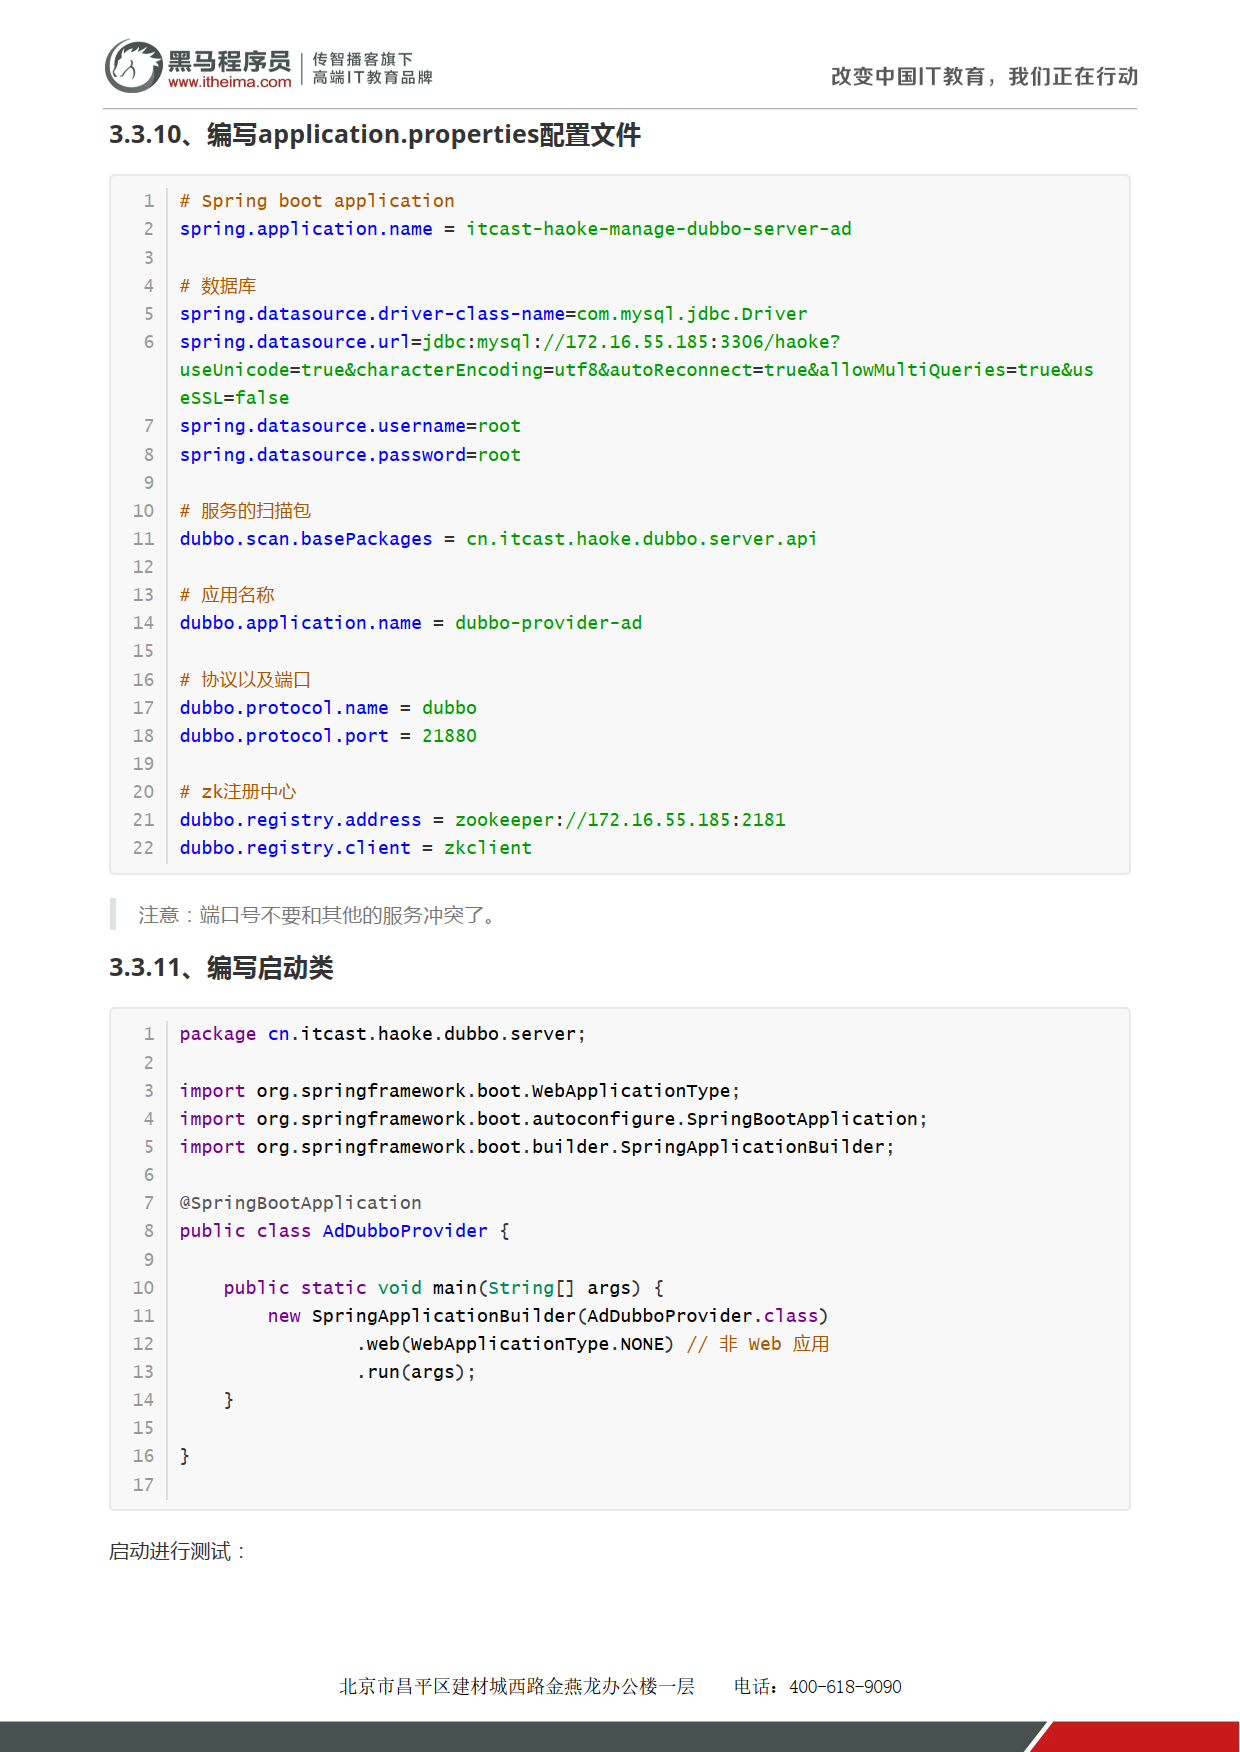 黑马程序员
www.itheima.com
传智播客旗下
高端IT教育品牌
改变中国IT教育，我们正在行动
3.3.10、编写application.properties配置文件
1 # Spring boot application
2 spring.application.name = itcast-haoke-manage-dubbo-server-ad
3
4 # 数据库
5 spring.datasource.driver-class-name=com.mysql.jdbc.Driver
6 spring.datasource.url=jdbc:mysql://172.16.55.185:3306/haoke?
useUnicode=true&characterEncoding=utf8&autoReconnect=true&allowMultiQueries=true&us
eSSL=false
7 spring.datasource.username=root
8 spring.datasource.password=root
9
10 # 服务的扫描包
11 dubbo.scan.basePackages = cn.itcast.haoke.dubbo.server.api
12
13 # 应用名称
14 dubbo.application.name = dubbo-provider-ad
15
16 # 协议以及端口
17 dubbo.protocol.name = dubbo
18 dubbo.protocol.port = 21880
19
20 # zk注册中心
21 dubbo.registry.address = zookeeper://172.16.55.185:2181
22 dubbo.registry.client = zkclient
注意：端口号不要和其他的服务冲突了。
3.3.11、编写启动类
1 package cn.itcast.haoke.dubbo.server;
2
3 import org.springframework.boot.WebApplicationType;
4 import org.springframework.boot.autoconfigure.SpringBootApplication;
5 import org.springframework.boot.builder.SpringApplicationBuilder;
6
7 @SpringBootApplication
8 public class AdDubboProvider {
9
10     public static void main(String[] args) {
11         new SpringApplicationBuilder(AdDubboProvider.class)
12                 .web(WebApplicationType.NONE) // 非 Web 应用
13                 .run(args);
14     }
15
16 }
17
启动进行测试：
北京市昌平区建材城西路金燕龙办公楼一层 电话：400-618-9090